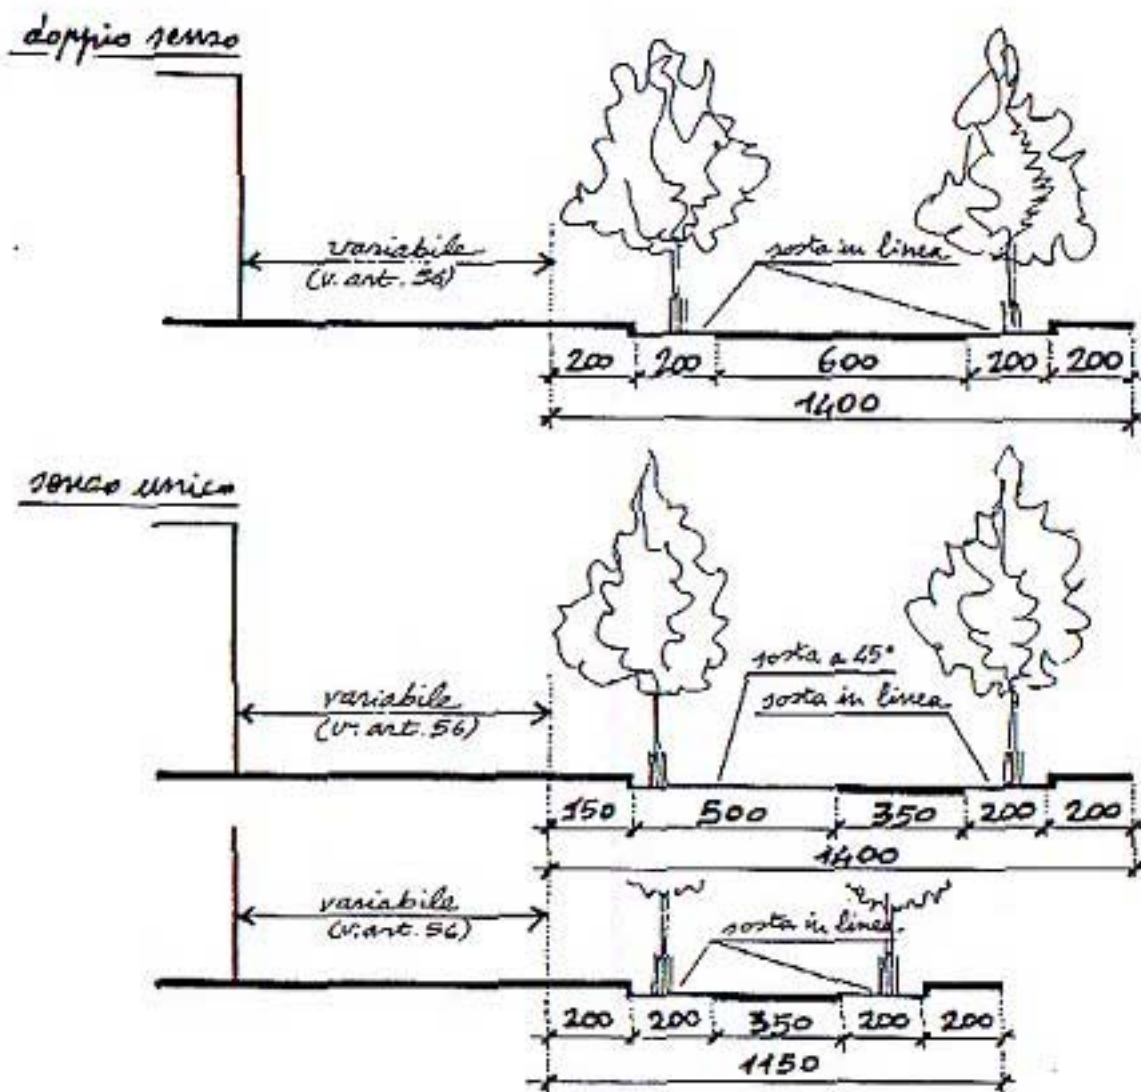 doppio senso
variabile
(v. art. 56)
sosta in linea
200 200 600 200 200
1400
senso unico
sosta a 45°
sosta in linea
variabile
(v. art. 56)
150 500 350 200 200
1400
variabile
(v. art. 56)
sosta in linea
200 200 350 200 200
1150